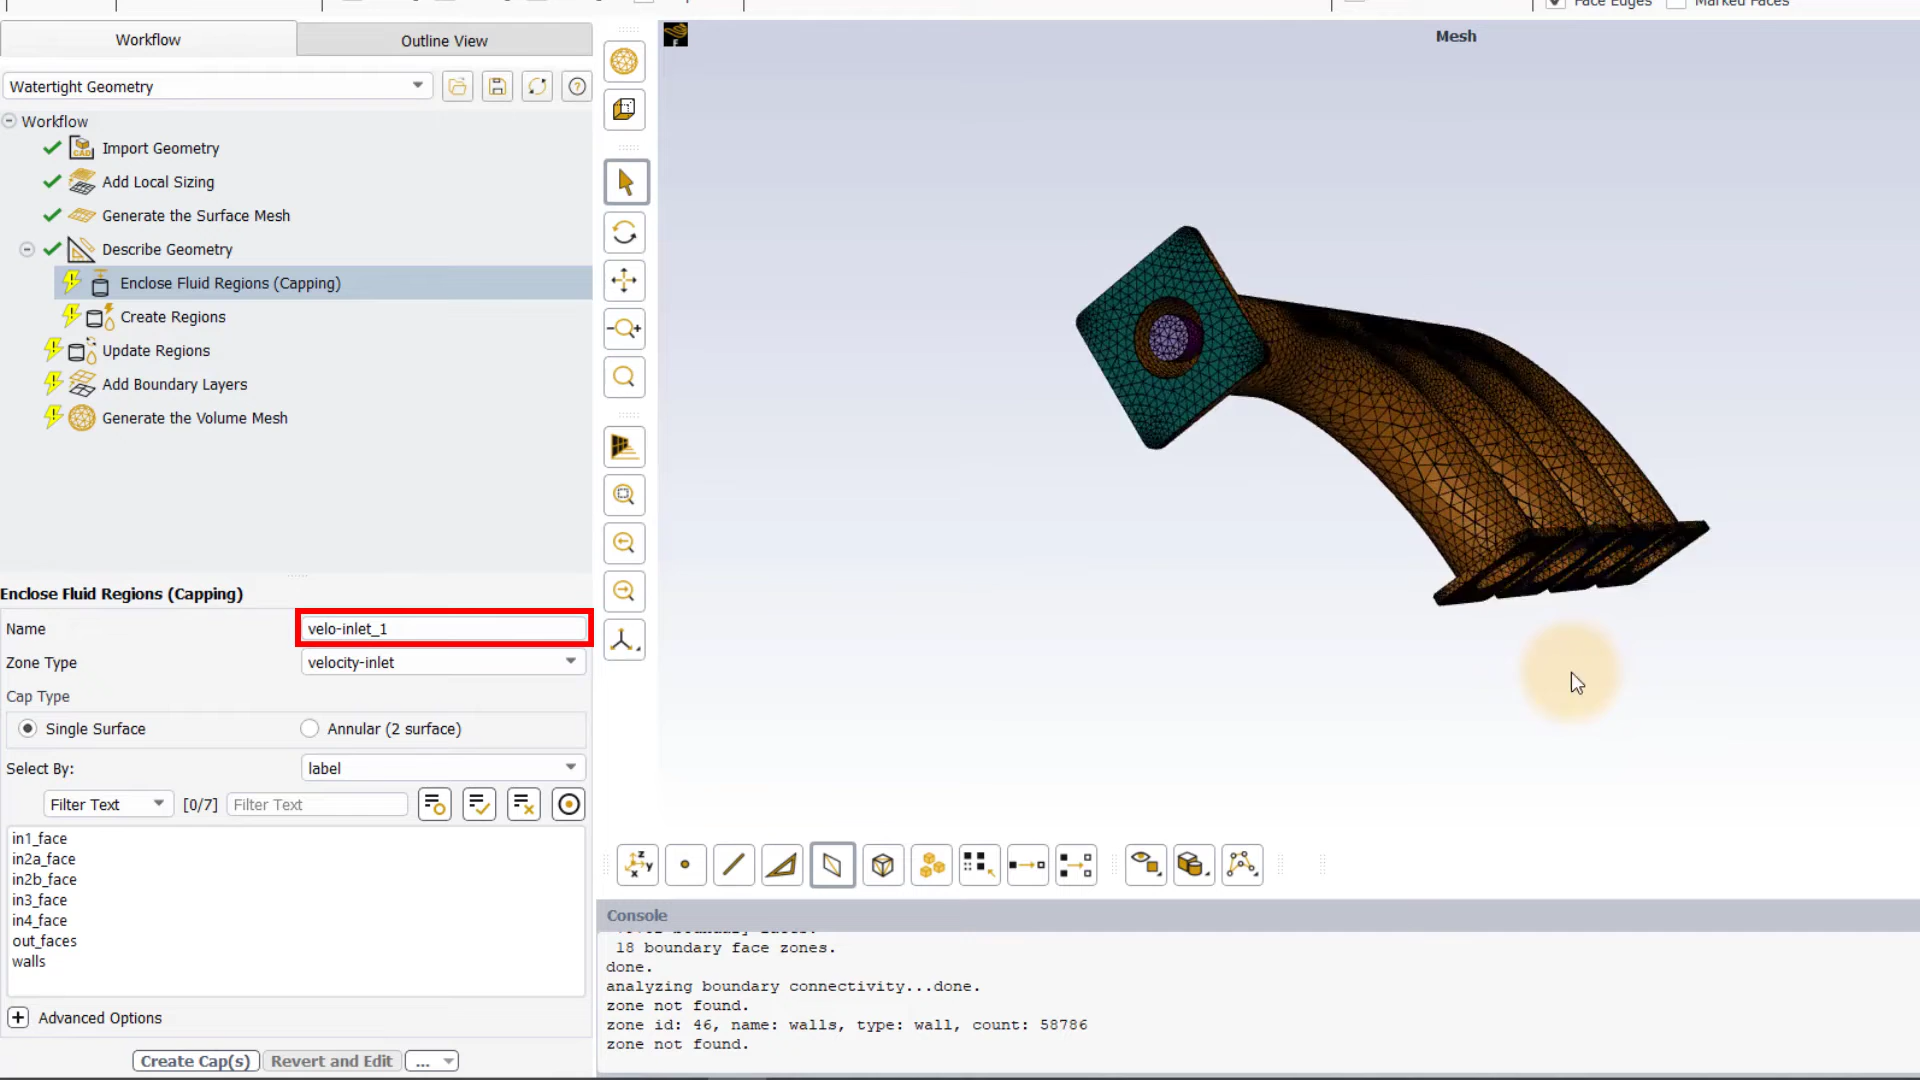 Face Edges Marked Faces
Workflow Outline View
Mesh
Watertight Geometry
Workflow
Import Geometry
Add Local Sizing
Generate the Surface Mesh
Describe Geometry
Enclose Fluid Regions (Capping)
Create Regions
Update Regions
Add Boundary Layers
Generate the Volume Mesh
Enclose Fluid Regions (Capping)
Name velo-inlet_1
Zone Type velocity-inlet
Cap Type
Single Surface Annular (2 surface)
Select By: label
Filter Text [0/7] Filter Text
in1_face
in2a_face
in2b_face
in3_face
in4_face
out_faces
walls
Advanced Options
Create Cap(s) Revert and Edit ...
Console
18 boundary face zones.
done.
analyzing boundary connectivity...done.
zone not found.
zone id: 46, name: walls, type: wall, count: 58786
zone not found.